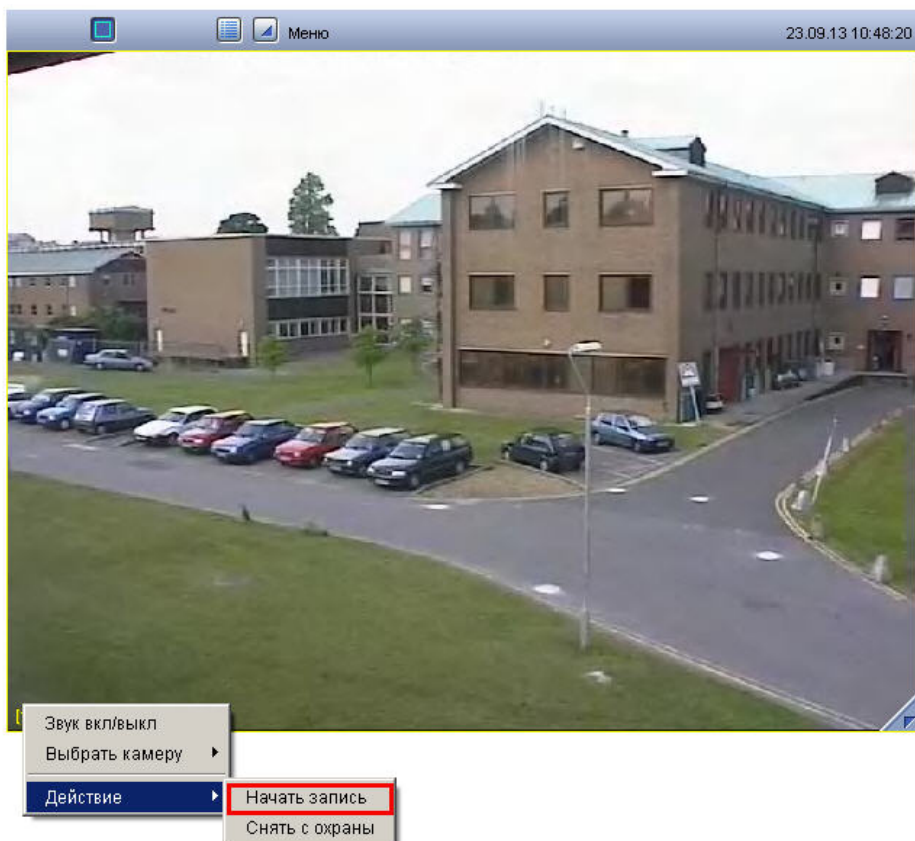 Меню
23.09.13 10:48:20
Звук вкл/выкл
Выбрать камеру
Действие
Начать запись
Снять с охраны